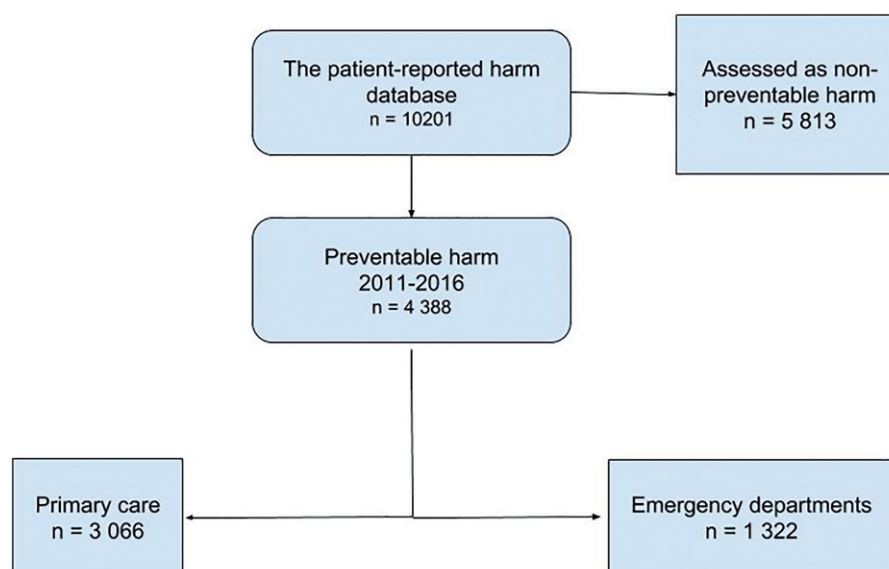 The patient-reported harm
database
n = 10201
Assessed as non-
preventable harm
n = 5 813
Preventable harm
2011-2016
n = 4 388
Primary care
n = 3 066
Emergency departments
n = 1 322